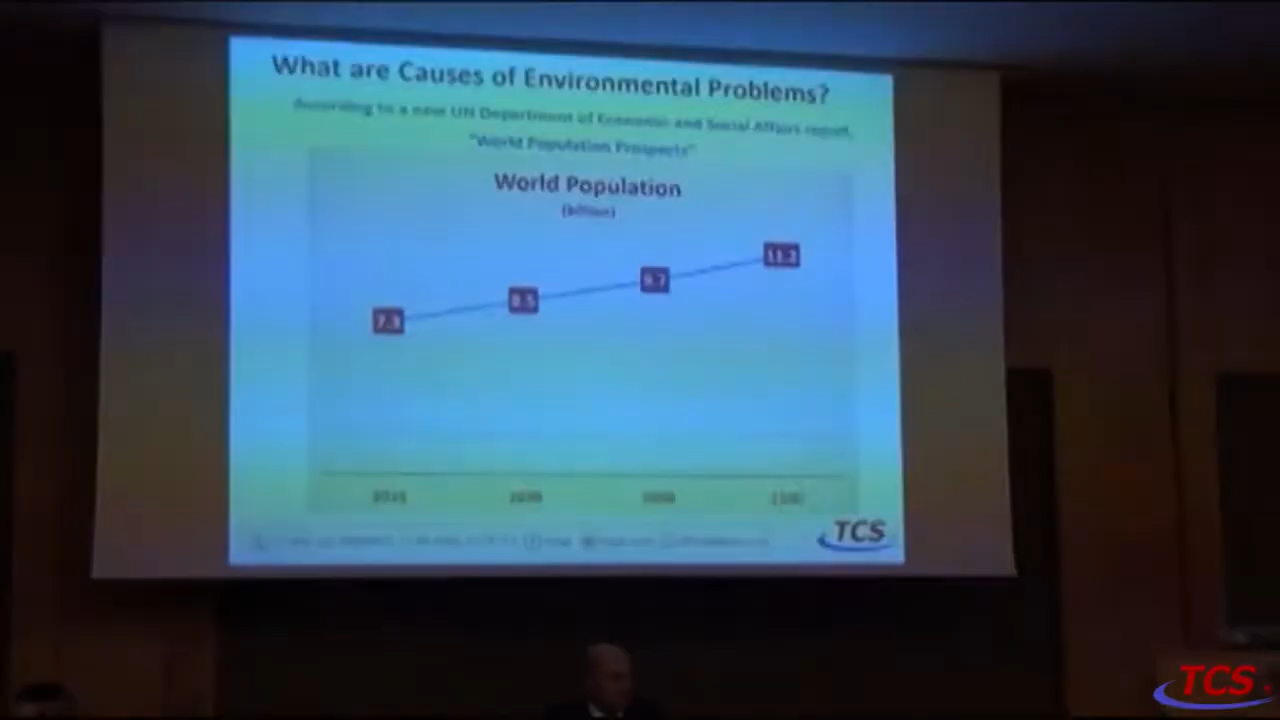 What are Causes of Environmental Problems?
According to a new UN Department of Economic and Social Affairs report,
"World Population Prospects"
World Population
(billion)
11.2
9.7
8.5
7.3
2015 2030 2050 2100
TCS
TCS